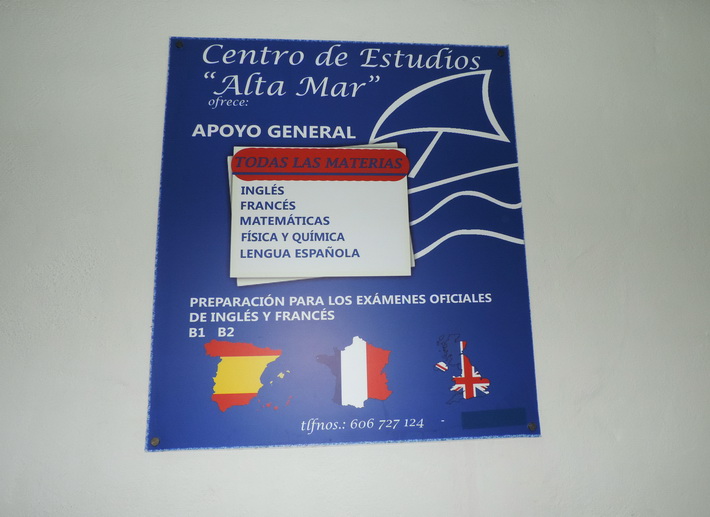 Centro de Estudios
“Alta Mar”
ofrece:
APOYO GENERAL
TODAS LAS MATERIAS
INGLÉS
FRANCÉS
MATEMÁTICAS
FÍSICA Y QUÍMICA
LENGUA ESPAÑOLA
PREPARACIÓN PARA LOS EXÁMENES OFICIALES
DE INGLÉS Y FRANCÉS
B1 B2
tlfnos.: 606 727 124 -